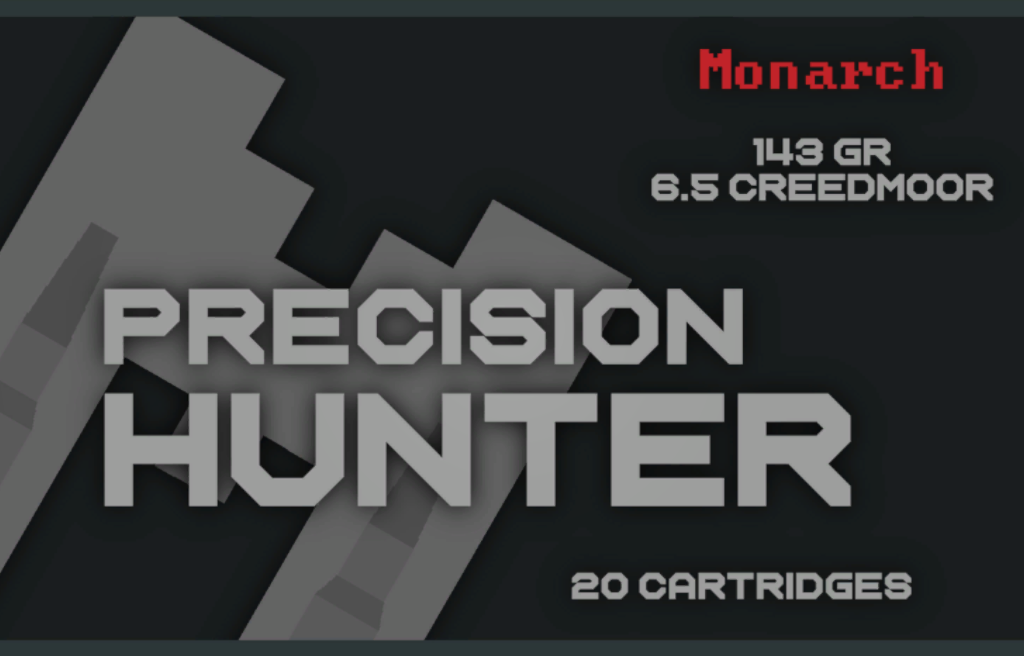 Monarch
143 GR
6.5 CREEDMOOR
PRECISION
HUNTER
20 CARTRIDGES